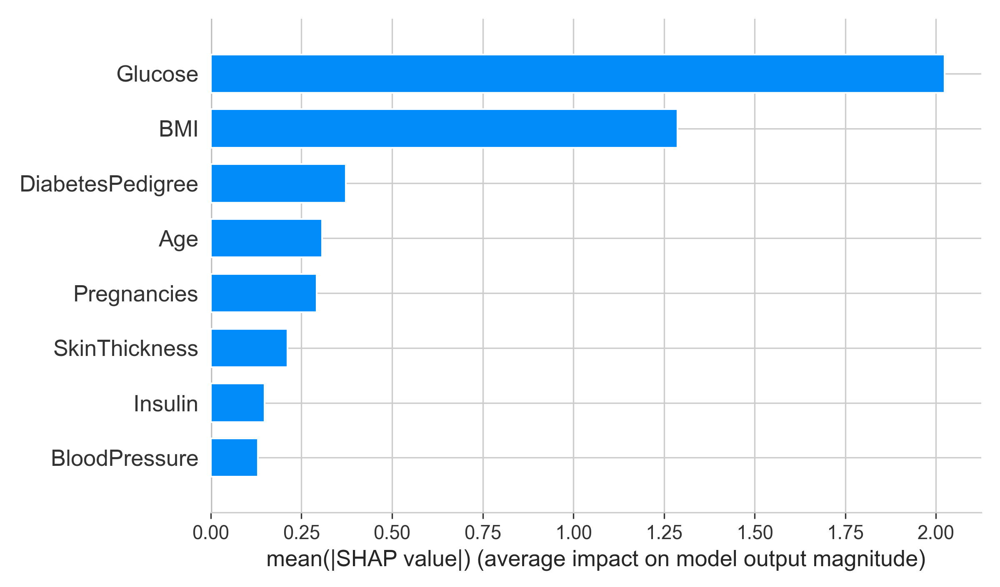 Glucose
BMI
DiabetesPedigree
Age
Pregnancies
SkinThickness
Insulin
BloodPressure
0.00 0.25 0.50 0.75 1.00 1.25 1.50 1.75 2.00
mean(|SHAP value|) (average impact on model output magnitude)